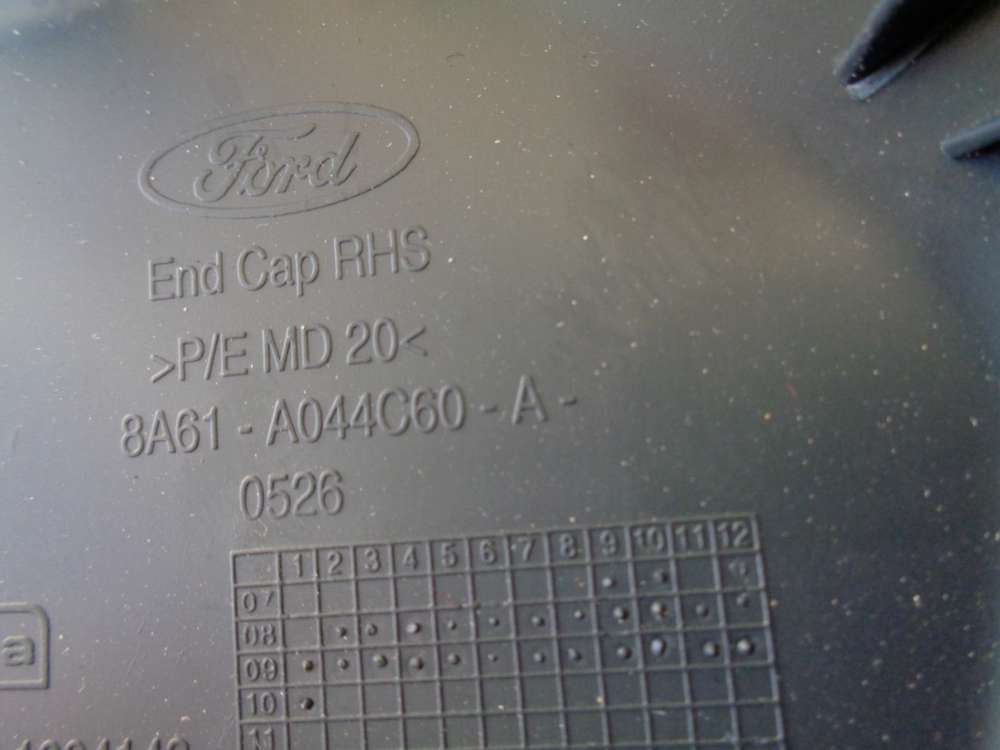 Ford
End Cap RHS
>P/E MD 20<
8A61 - A044C60 - A -
0526
1 2 3 4 5 6 7 8 9 10 11 12
07
08
09
10
11
a